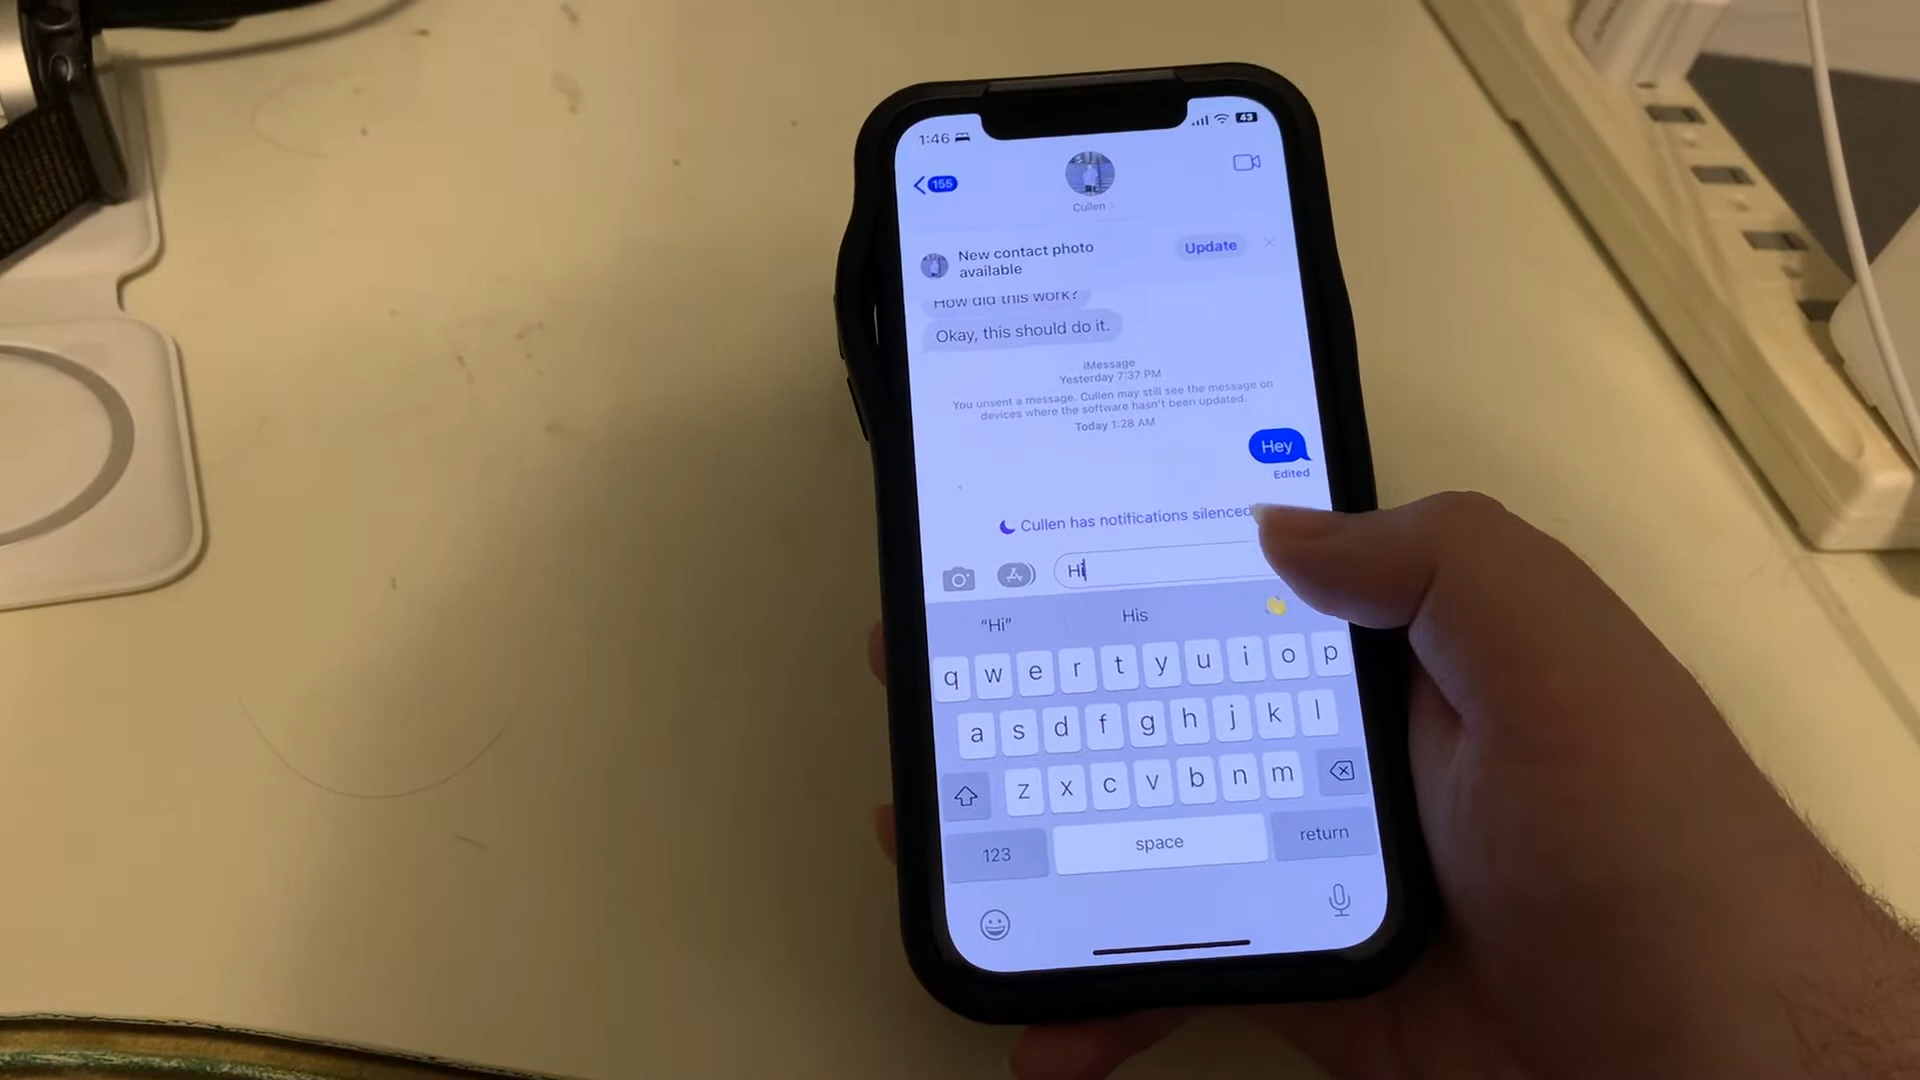 1:46
43
155
Cullen
New contact photo
available
Update
How did this work?
Okay, this should do it.
iMessage
Yesterday 7:37 PM
You unsent a message. Cullen may still see the message on
devices where the software hasn't been updated.
Today 1:28 AM
Hey
Edited
Cullen has notifications silenced
Hi
“Hi” His
q w e r t y u i o p
a s d f g h j k l
z x c v b n m
123 space return